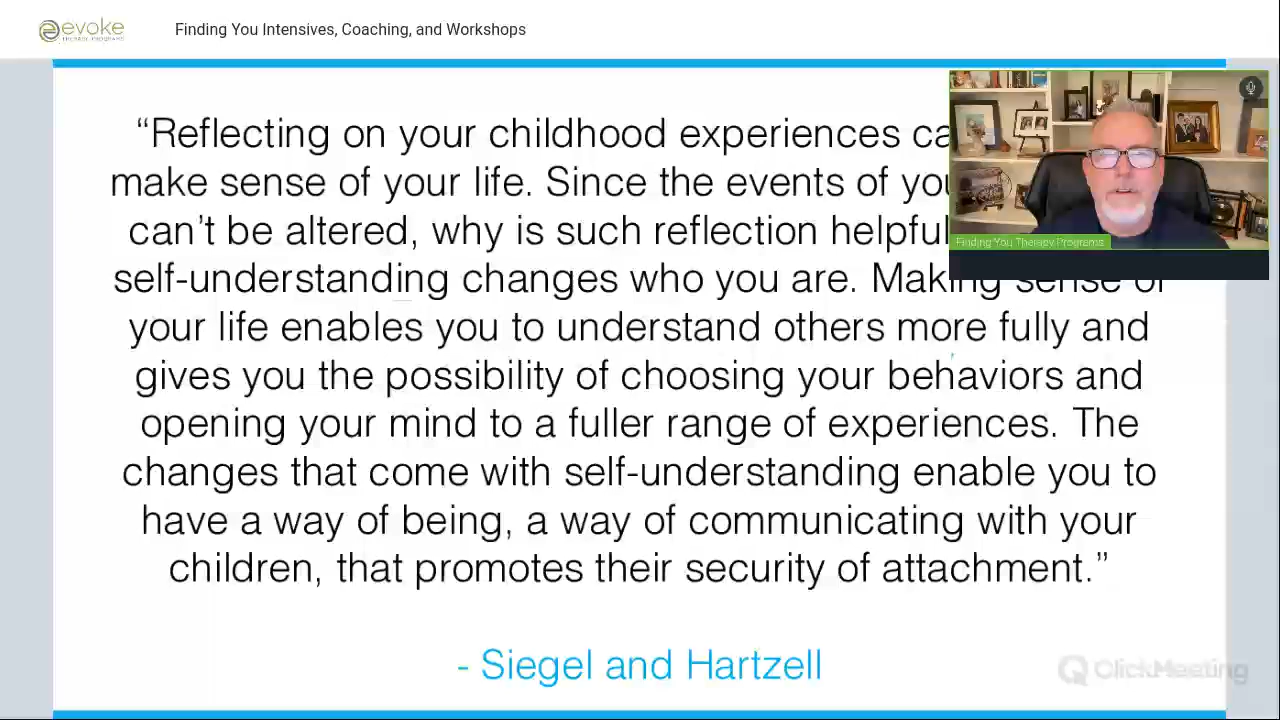 evoke
THERAPY PROGRAMS
Finding You Intensives, Coaching, and Workshops
“Reflecting on your childhood experiences ca
make sense of your life. Since the events of you
can’t be altered, why is such reflection helpful
self-understanding changes who you are. Making sense of
your life enables you to understand others more fully and
gives you the possibility of choosing your behaviors and
opening your mind to a fuller range of experiences. The
changes that come with self-understanding enable you to
have a way of being, a way of communicating with your
children, that promotes their security of attachment.”
- Siegel and Hartzell
Finding You Therapy Programs
ClickMeeting